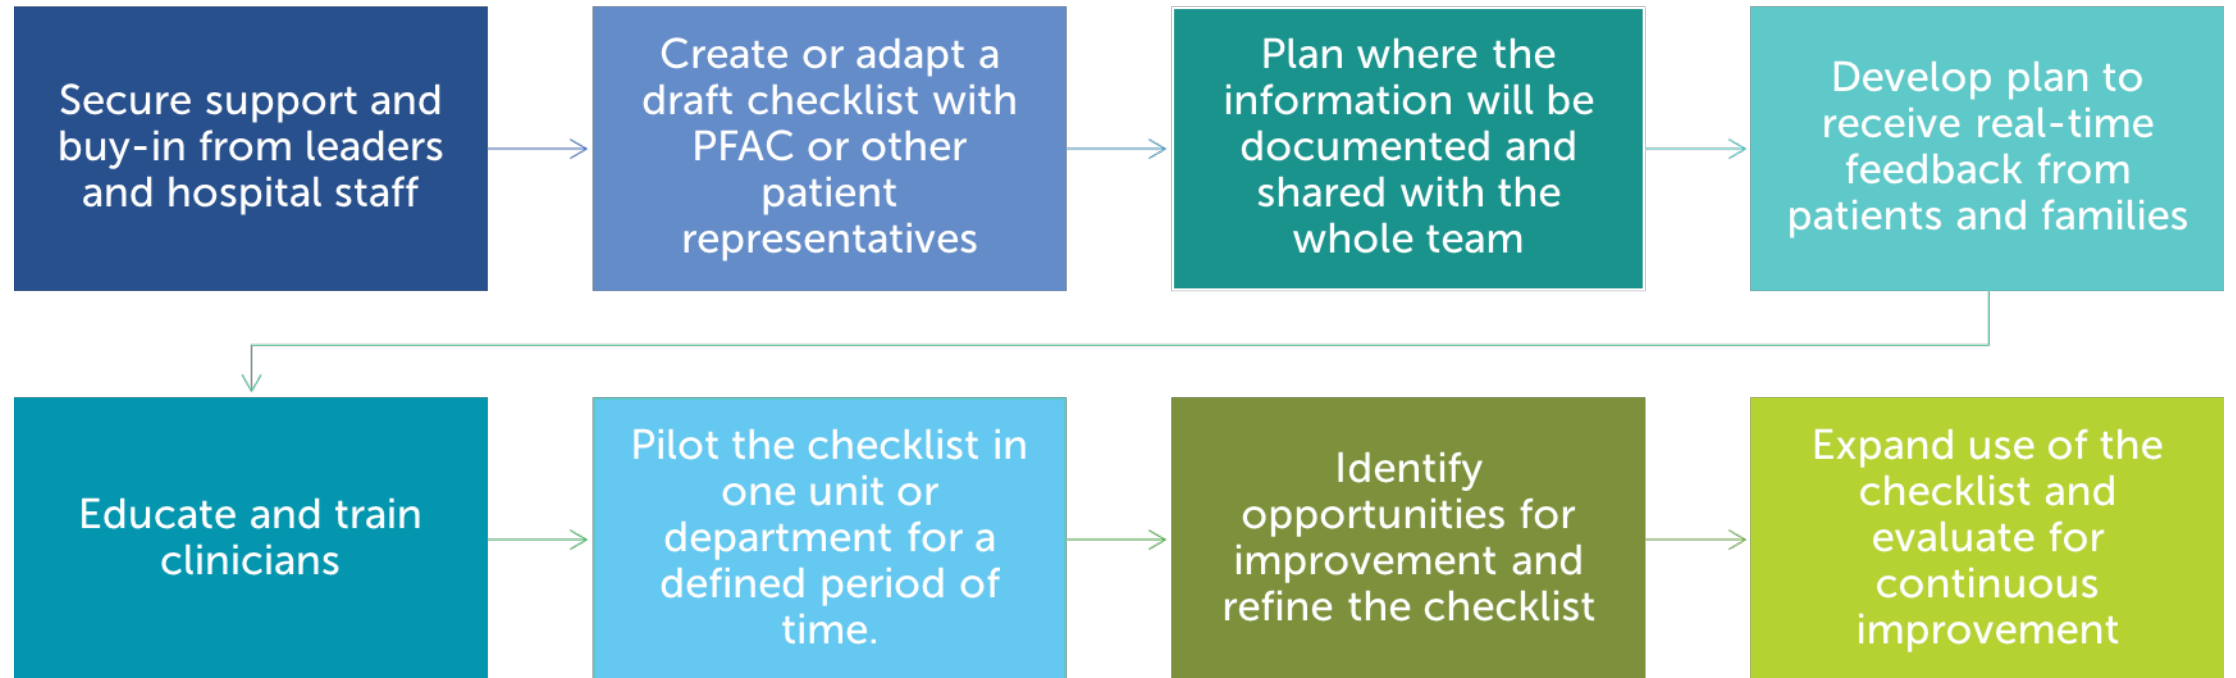 Secure support and
buy-in from leaders
and hospital staff
Create or adapt a
draft checklist with
PFAC or other
patient
representatives
Plan where the
information will be
documented and
shared with the
whole team
Develop plan to
receive real-time
feedback from
patients and families
Educate and train
clinicians
Pilot the checklist in
one unit or
department for a
defined period of
time.
Identify
opportunities for
improvement and
refine the checklist
Expand use of the
checklist and
evaluate for
continuous
improvement